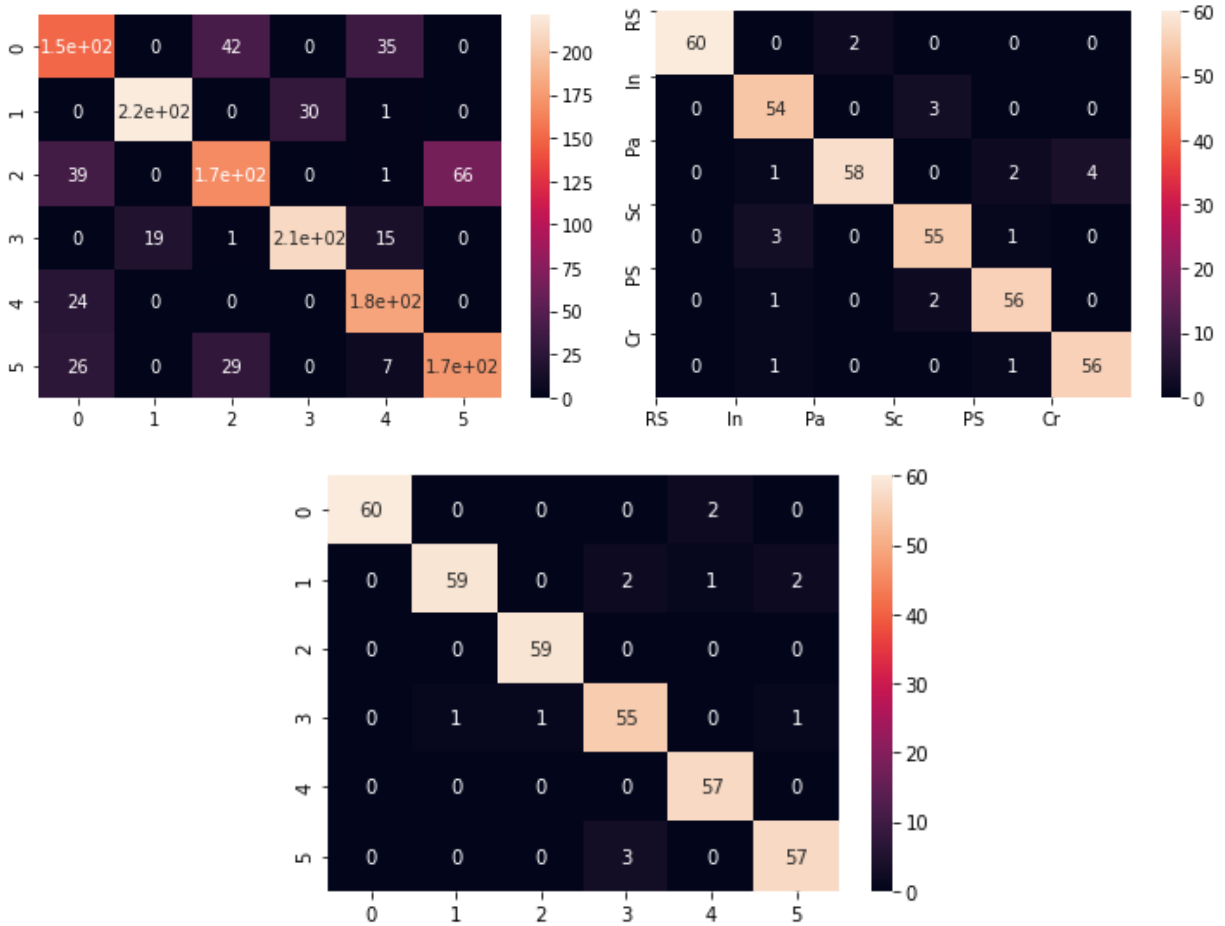 0 1.5e+02 0 42 0 35 0
1 0 2.2e+02 0 30 1 0
2 39 0 1.7e+02 0 1 66
3 0 19 1 2.1e+02 15 0
4 24 0 0 0 1.8e+02 0
5 26 0 29 0 7 1.7e+02
0 1 2 3 4 5
200
175
150
125
100
75
50
25
0
RS 60 0 2 0 0 0
In 0 54 0 3 0 0
Pa 0 1 58 0 2 4
Sc 0 3 0 55 1 0
PS 0 1 0 2 56 0
Cr 0 1 0 0 1 56
RS In Pa Sc PS Cr
60
50
40
30
20
10
0
0 60 0 0 0 2 0
1 0 59 0 2 1 2
2 0 0 59 0 0 0
3 0 1 1 55 0 1
4 0 0 0 0 57 0
5 0 0 0 3 0 57
0 1 2 3 4 5
60
50
40
30
20
10
0